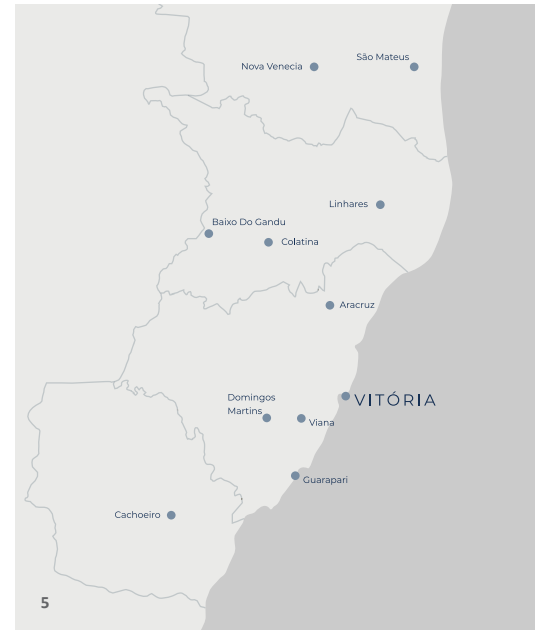 São Mateus
Nova Venecia
Linhares
Baixo Do Gandu
Colatina
Aracruz
Domingos
Martins
VITÓRIA
Viana
Guarapari
Cachoeiro
5